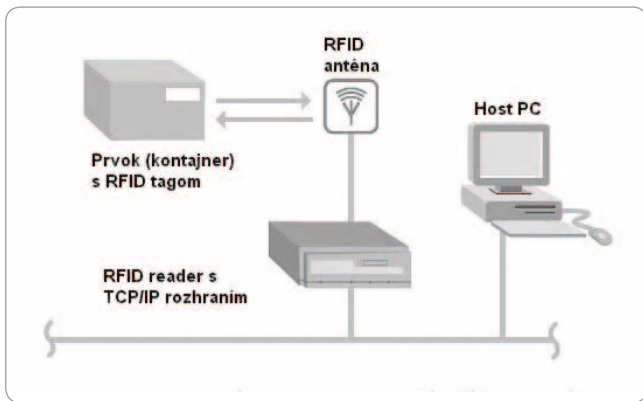 RFID
anténa
Host PC
Prvok (kontajner)
s RFID tagom
RFID reader s
TCP/IP rozhraním